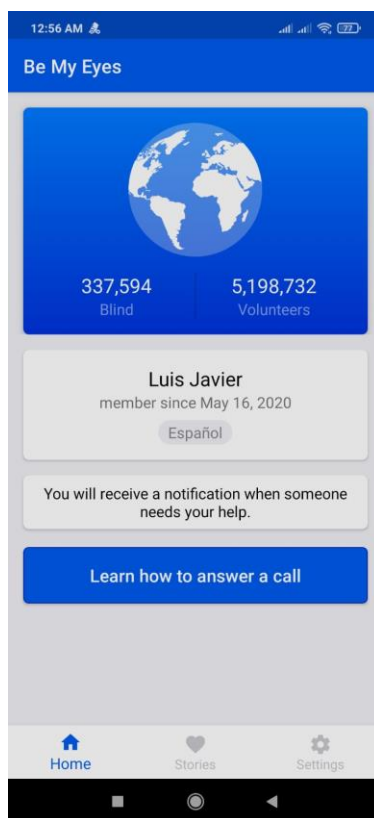 12:56 AM
77
Be My Eyes
337,594
5,198,732
Blind
Volunteers
Luis Javier
member since May 16, 2020
Español
You will receive a notification when someone
needs your help.
Learn how to answer a call
Home
Stories
Settings